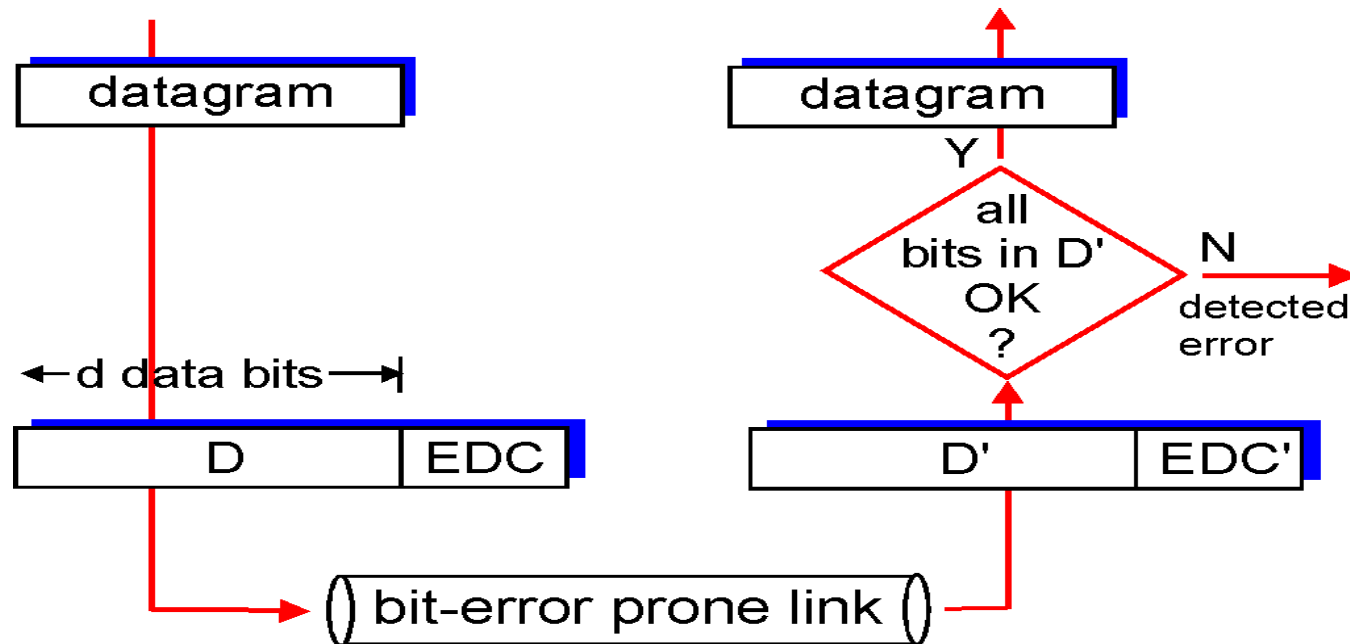 datagram
datagram
Y
all
bits in D'
OK
?
N
detected
error
d data bits
D
EDC
D'
EDC'
bit-error prone link